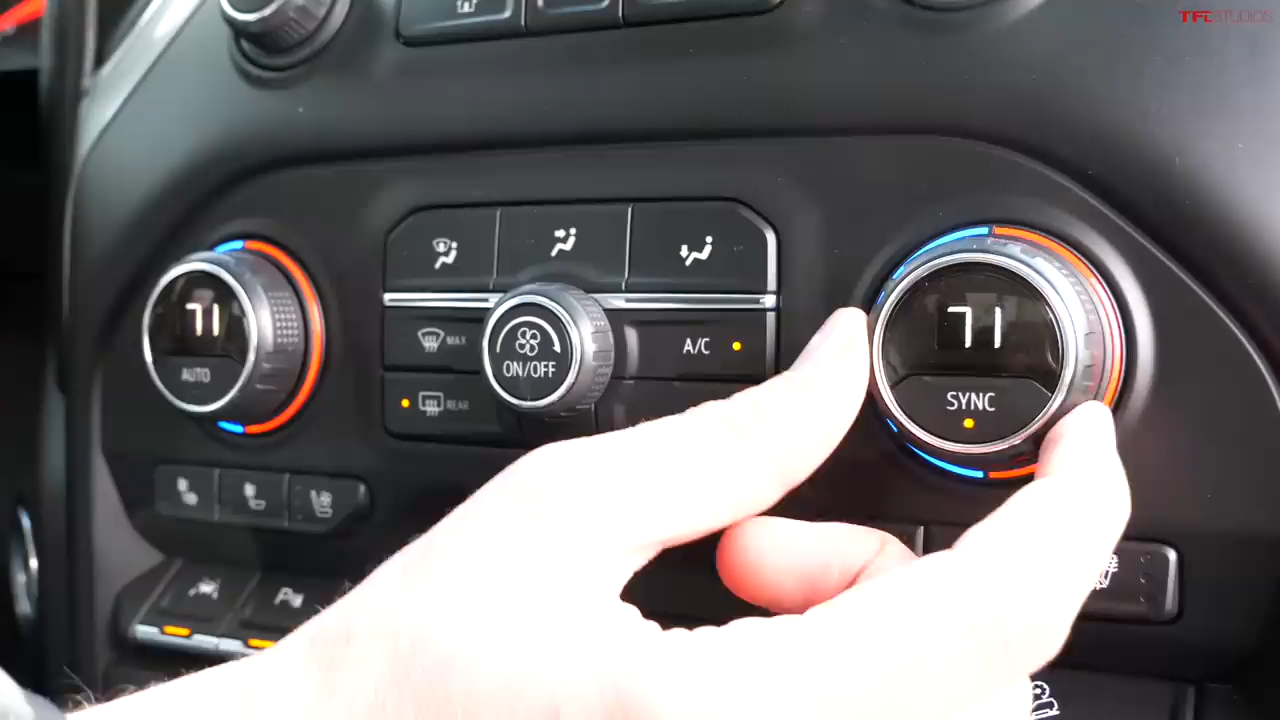 TFLSTUDIOS
71
AUTO
MAX
REAR
ON/OFF
A/C
71
SYNC
P